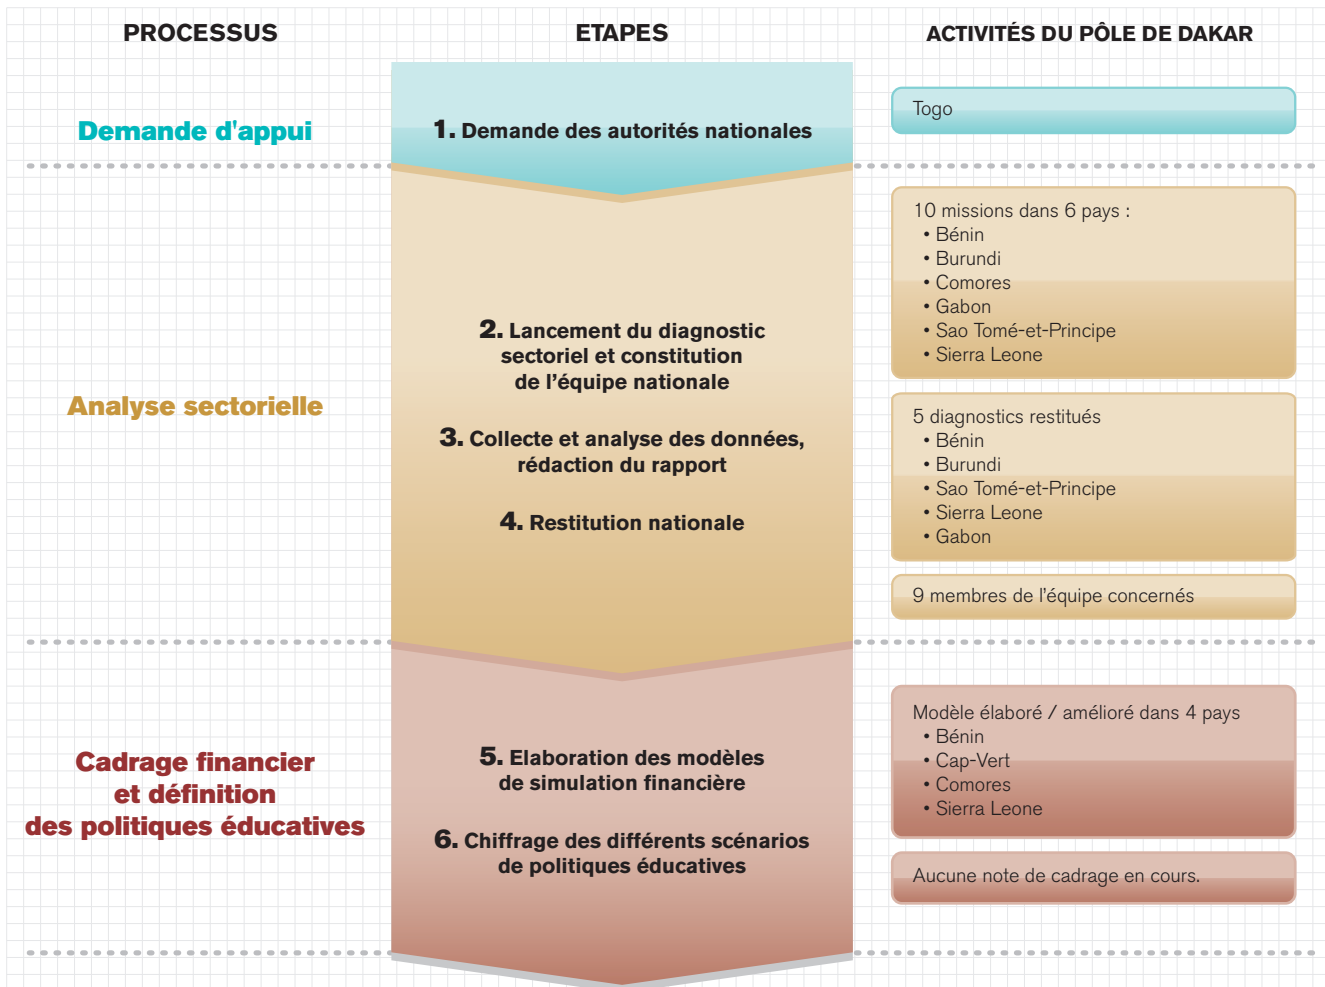 PROCESSUS
ETAPES
ACTIVITÉS DU PÔLE DE DAKAR
Demande d'appui
1. Demande des autorités nationales
Togo
Analyse sectorielle
2. Lancement du diagnostic
sectoriel et constitution
de l'équipe nationale
3. Collecte et analyse des données,
rédaction du rapport
4. Restitution nationale
10 missions dans 6 pays :
• Bénin
• Burundi
• Comores
• Gabon
• Sao Tomé-et-Principe
• Sierra Leone
5 diagnostics restitués
• Bénin
• Burundi
• Sao Tomé-et-Principe
• Sierra Leone
• Gabon
9 membres de l'équipe concernés
Cadrage financier
et définition
des politiques éducatives
5. Elaboration des modèles
de simulation financière
6. Chiffrage des différents scénarios
de politiques éducatives
Modèle élaboré / amélioré dans 4 pays
• Bénin
• Cap-Vert
• Comores
• Sierra Leone
Aucune note de cadrage en cours.